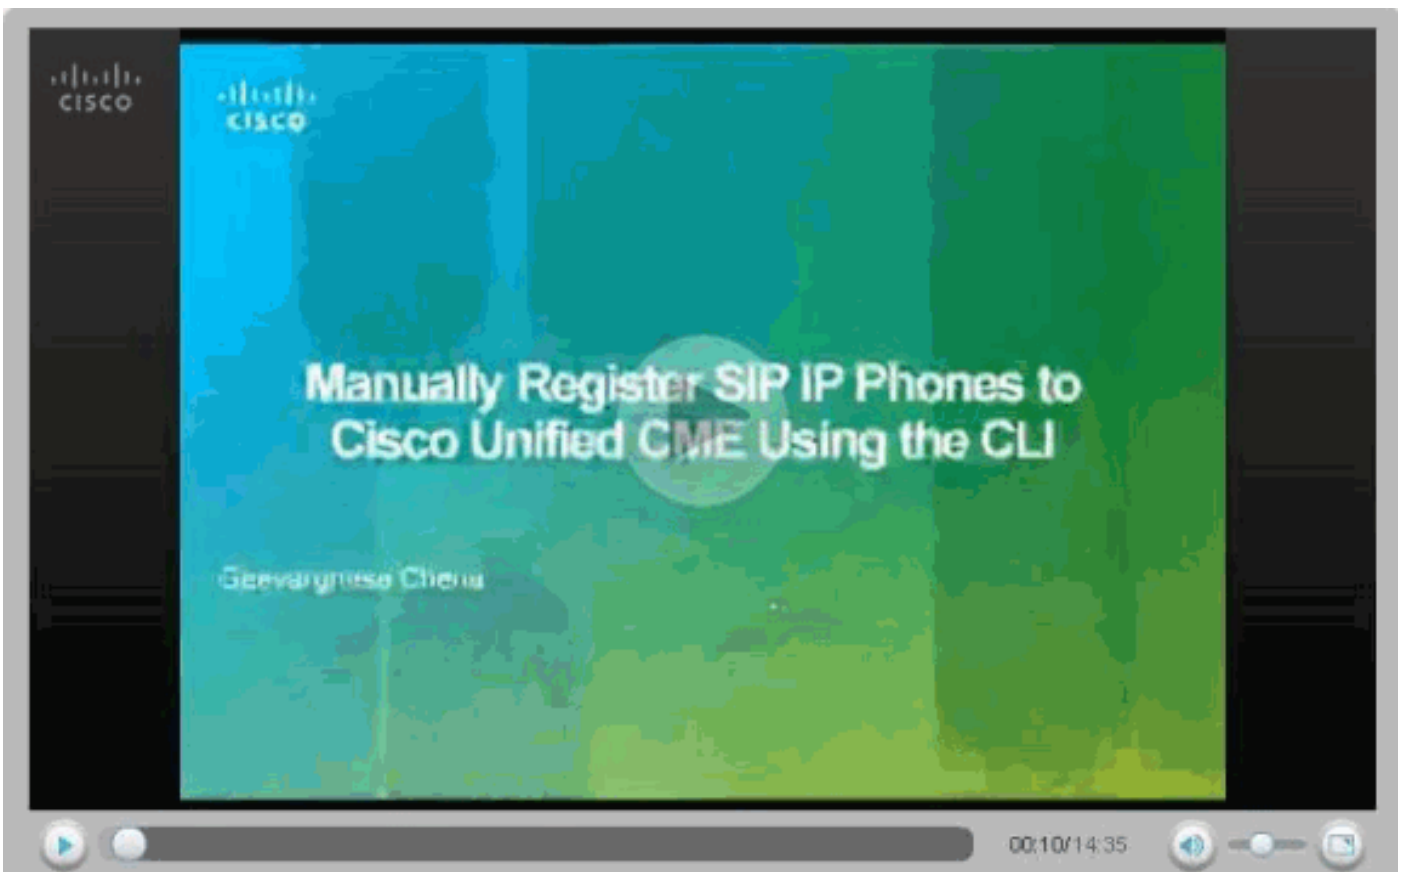 CISCO
CISCO
Manually Register SIP IP Phones to
Cisco Unified CME Using the CLI
00:10/14:35